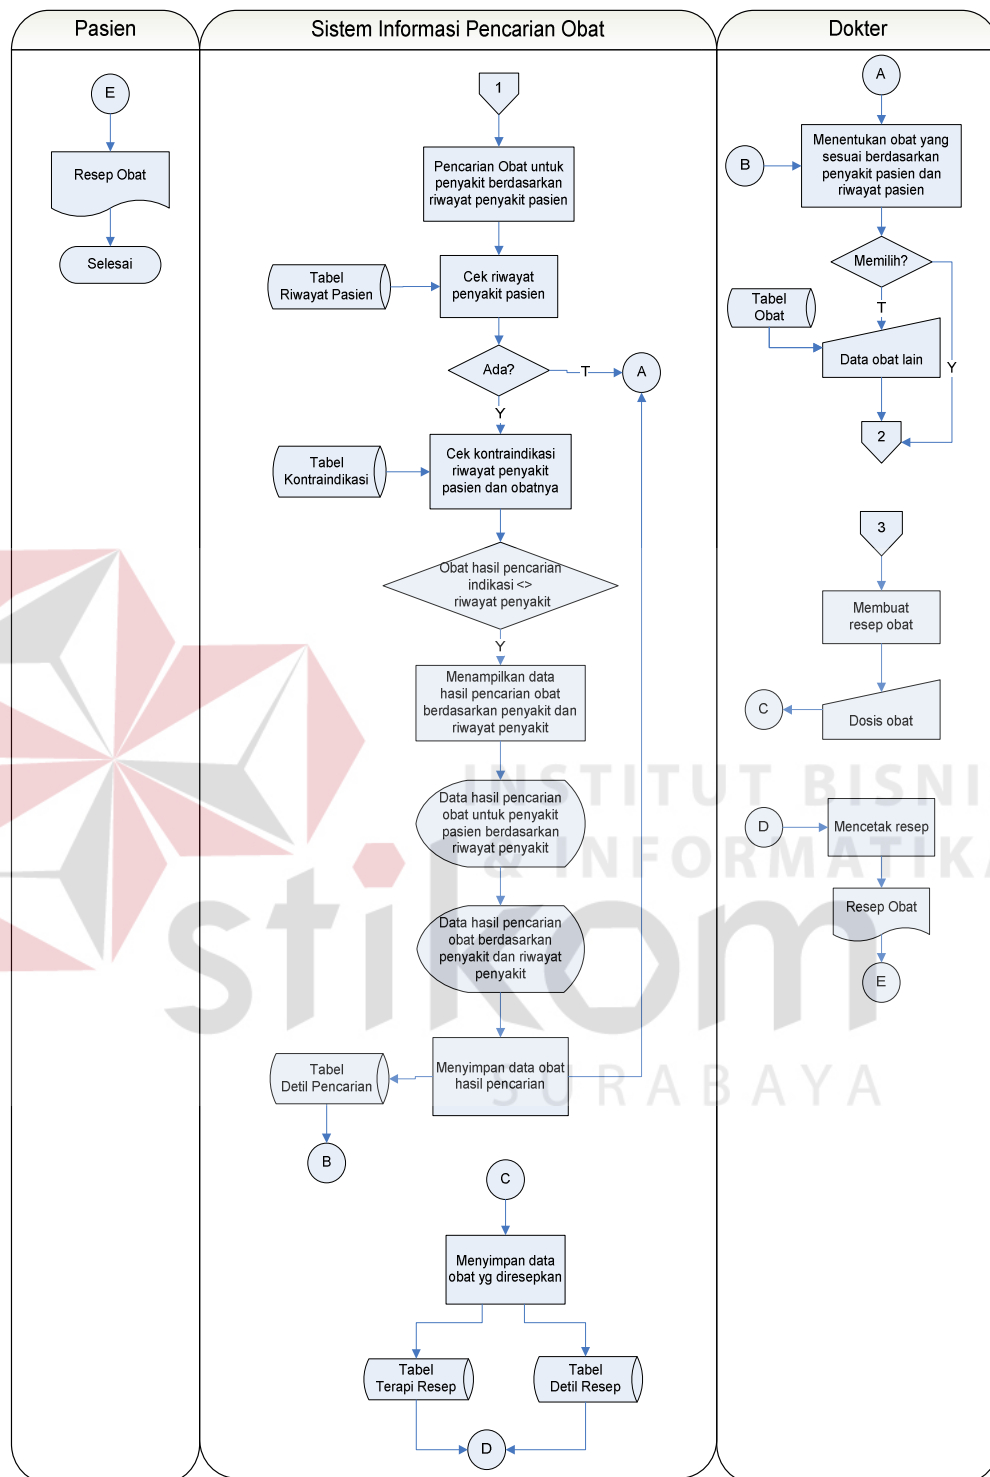 Pasien
Sistem Informasi Pencarian Obat
Dokter
E
Resep Obat
Selesai
1
Pencarian Obat untuk
penyakit berdasarkan
riwayat penyakit pasien
Tabel
Riwayat Pasien
Cek riwayat
penyakit pasien
Ada?
T
A
Y
Tabel
Kontraindikasi
Cek kontraindikasi
riwayat penyakit
pasien dan obatnya
Obat hasil pencarian
indikasi <>
riwayat penyakit
Y
Menampilkan data
hasil pencarian obat
berdasarkan penyakit dan
riwayat penyakit
Data hasil pencarian
obat untuk penyakit
pasien berdasarkan
riwayat penyakit
Data hasil pencarian
obat berdasarkan
penyakit dan riwayat
penyakit
Menyimpan data obat
hasil pencarian
Tabel
Detil Pencarian
B
C
Menyimpan data
obat yg diresepkan
Tabel
Terapi Resep
Tabel
Detil Resep
D
A
B
Menentukan obat yang
sesuai berdasarkan
penyakit pasien dan
riwayat pasien
Memilih?
T
Y
Tabel
Obat
Data obat lain
2
3
Membuat
resep obat
C
Dosis obat
D
Mencetak resep
Resep Obat
E
INSTITUT BISNI
& INFORMATIKA
stikom
SURABAYA